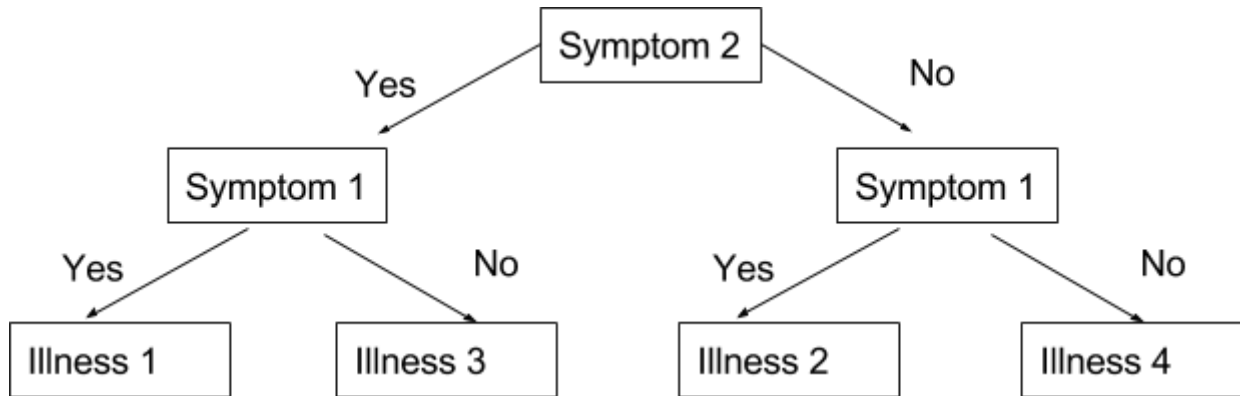 Symptom 2
Yes
No
Symptom 1
Symptom 1
Yes
No
Yes
No
Illness 1
Illness 3
Illness 2
Illness 4